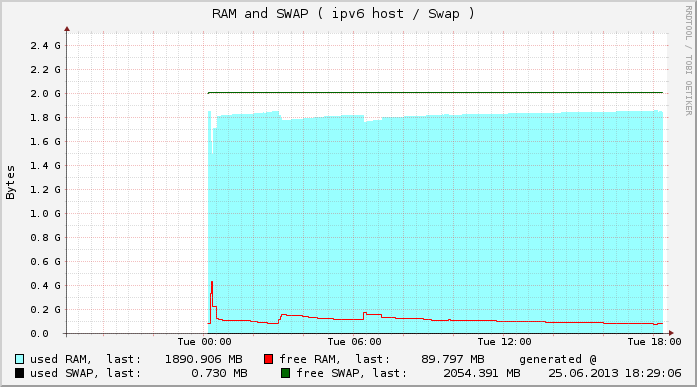 RAM and SWAP ( ipv6 host / Swap )
RRDTOOL / TOBI OETIKER
Bytes
2.4 G
2.2 G
2.0 G
1.8 G
1.6 G
1.4 G
1.2 G
1.0 G
0.8 G
0.6 G
0.4 G
0.2 G
0.0
Tue 00:00 Tue 06:00 Tue 12:00 Tue 18:00
used RAM, last: 1890.906 MB free RAM, last: 89.797 MB generated @
used SWAP, last: 0.730 MB free SWAP, last: 2054.391 MB 25.06.2013 18:29:06